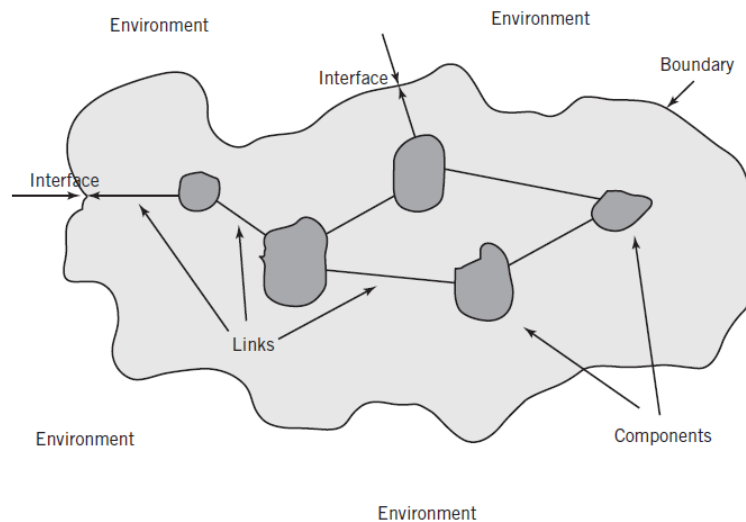 Environment
Environment
Boundary
Interface
Interface
Links
Environment
Components
Environment